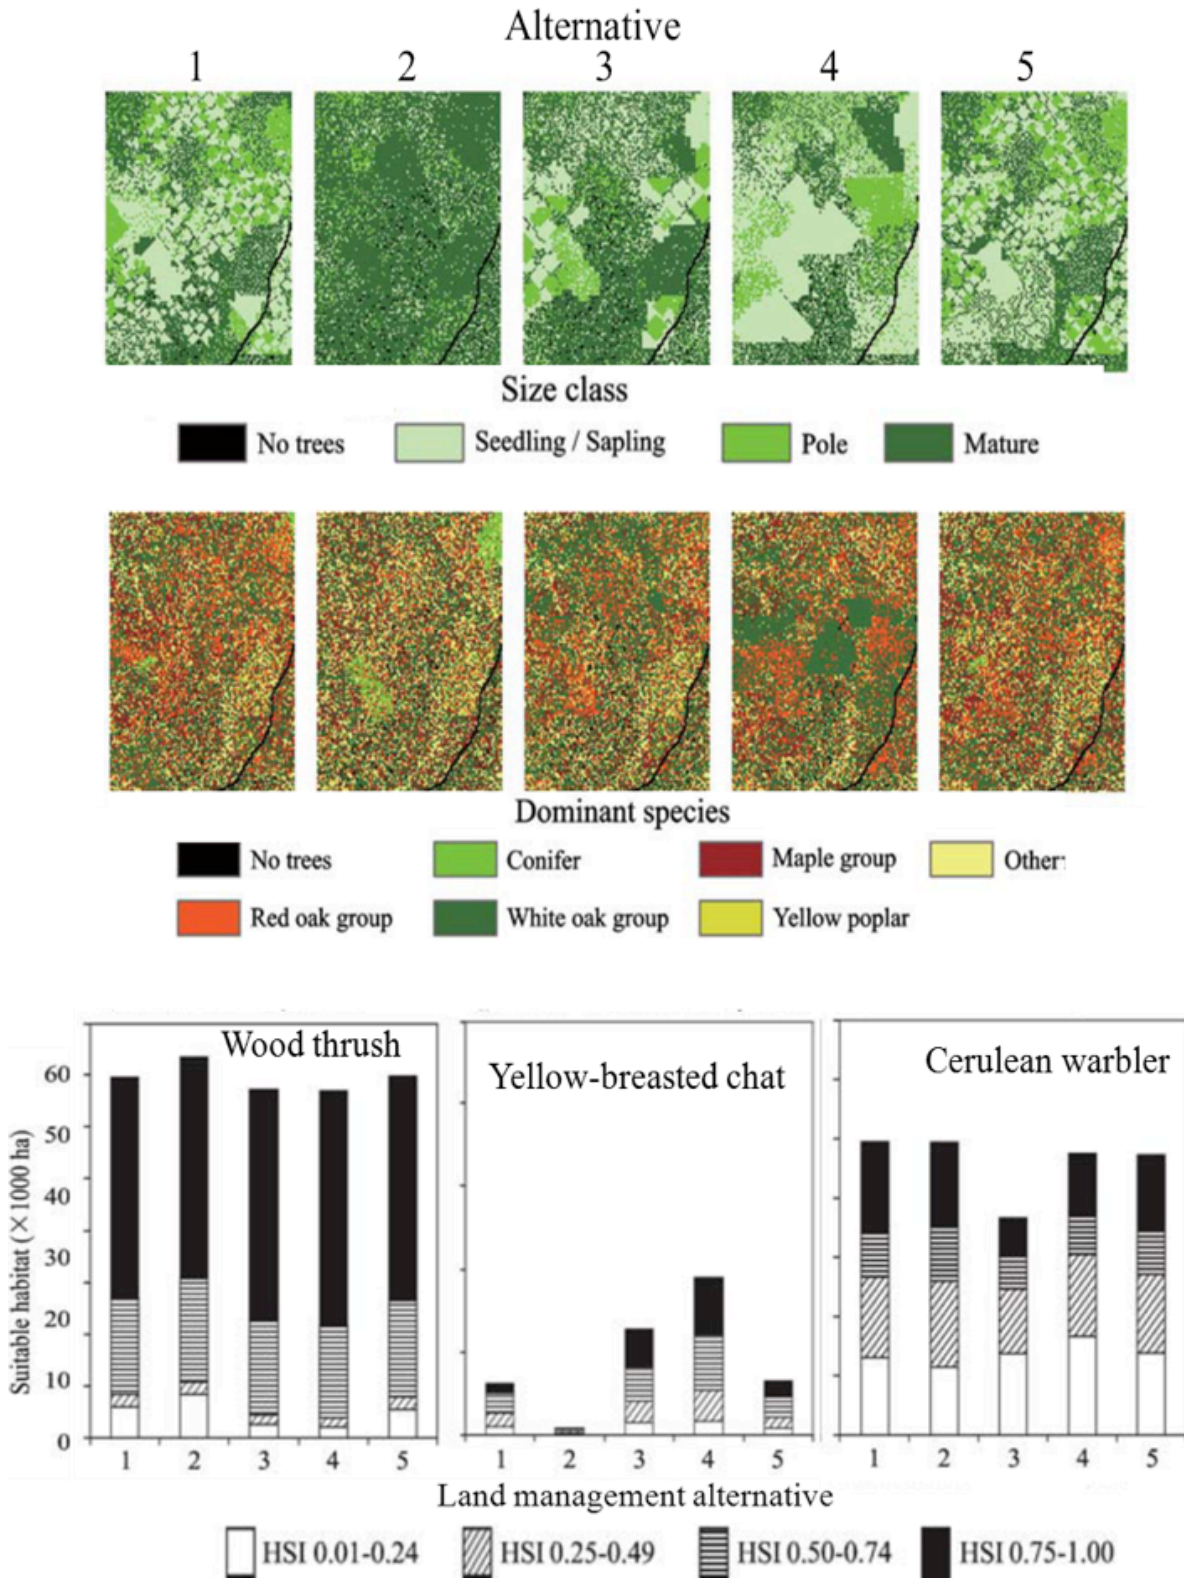 Alternative
1 2 3 4 5
Size class
No trees Seedling / Sapling Pole Mature
Dominant species
No trees Conifer Maple group Other
Red oak group White oak group Yellow poplar
Wood thrush
Yellow-breasted chat
Cerulean warbler
Suitable habitat (×1000 ha)
60
50
40
30
20
10
0
1 2 3 4 5
1 2 3 4 5
1 2 3 4 5
Land management alternative
HSI 0.01-0.24 HSI 0.25-0.49 HSI 0.50-0.74 HSI 0.75-1.00